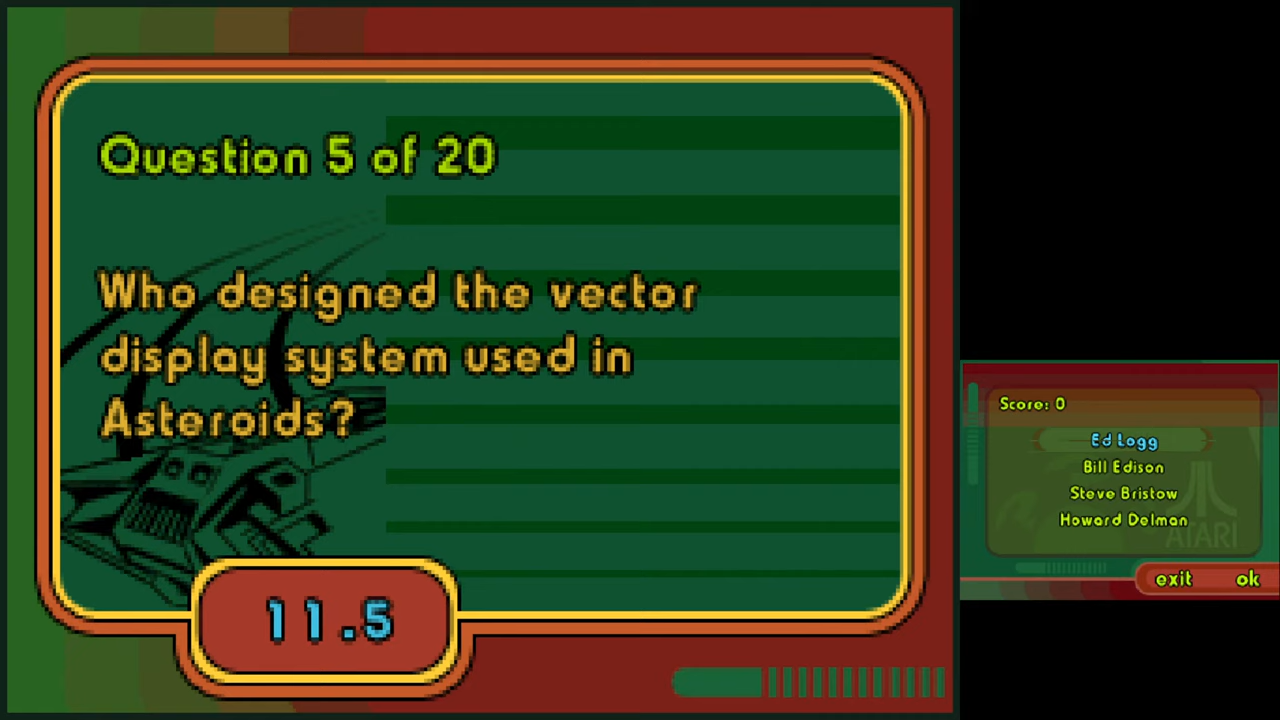 Question 5 of 20
Who designed the vector
display system used in
Asteroids?
11.5
Score: 0
Ed Logg
Bill Edison
Steve Bristow
Howard Delman
ATARI
exit ok